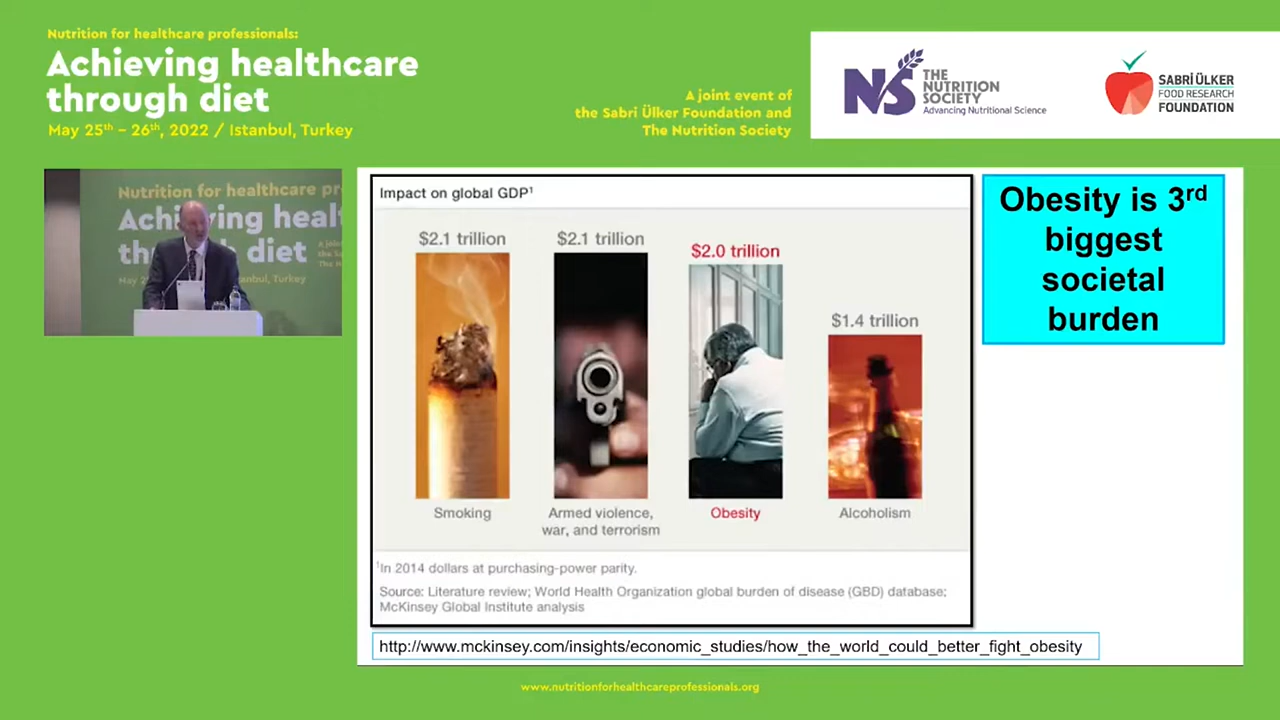 Nutrition for healthcare professionals:
Achieving healthcare
through diet
May 25th – 26th, 2022 / Istanbul, Turkey
A joint event of
the Sabri Ülker Foundation and
The Nutrition Society
NS THE
NUTRITION
SOCIETY
Advancing Nutritional Science
SABRİ ÜLKER
FOOD RESEARCH
FOUNDATION
Nutrition for healthcare pr
Achieving healt
through diet
Istanbul, Turkey
Impact on global GDP¹
$2.1 trillion
$2.1 trillion
$2.0 trillion
$1.4 trillion
Smoking
Armed violence,
war, and terrorism
Obesity
Alcoholism
¹In 2014 dollars at purchasing-power parity.
Source: Literature review; World Health Organization global burden of disease (GBD) database;
McKinsey Global Institute analysis
Obesity is 3rd
biggest
societal
burden
http://www.mckinsey.com/insights/economic_studies/how_the_world_could_better_fight_obesity
www.nutritionforhealthcareprofessionals.org